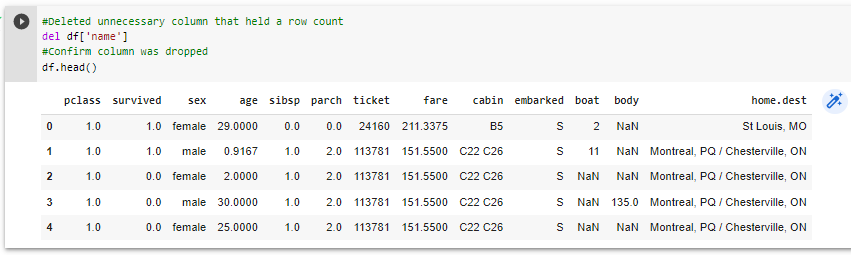 #Deleted unnecessary column that held a row count
del df['name']
#Confirm column was dropped
df.head()
pclass survived sex age sibsp parch ticket fare cabin embarked boat body home.dest
0 1.0 1.0 female 29.0000 0.0 0.0 24160 211.3375 B5 S 2 NaN St Louis, MO
1 1.0 1.0 male 0.9167 1.0 2.0 113781 151.5500 C22 C26 S 11 NaN Montreal, PQ / Chesterville, ON
2 1.0 0.0 female 2.0000 1.0 2.0 113781 151.5500 C22 C26 S NaN NaN Montreal, PQ / Chesterville, ON
3 1.0 0.0 male 30.0000 1.0 2.0 113781 151.5500 C22 C26 S NaN 135.0 Montreal, PQ / Chesterville, ON
4 1.0 0.0 female 25.0000 1.0 2.0 113781 151.5500 C22 C26 S NaN NaN Montreal, PQ / Chesterville, ON